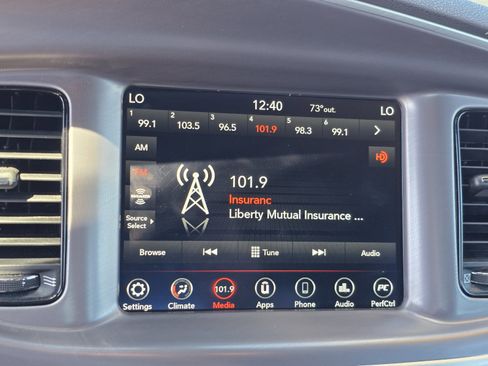 LO 12:40 73°out. LO
1 99.1 2 103.5 3 96.5 4 101.9 5 98.3 6 99.1
AM
FM
HD
101.9
Insuranc
Liberty Mutual Insurance ...
Source
Select
Browse Tune Audio
101.9 PC
Settings Climate Media Apps Phone Audio PerfCtrl